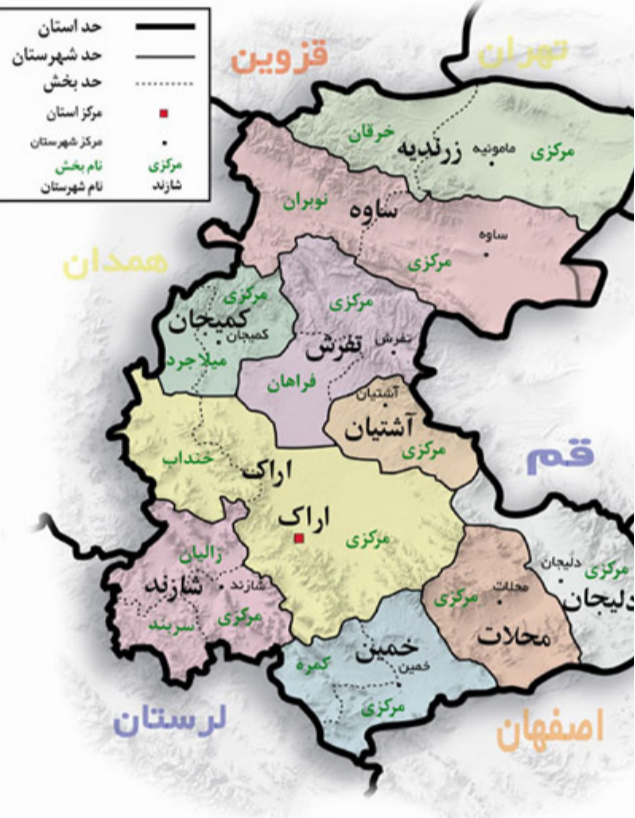 حد استان
حد شهرستان
حد بخش
مرکز استان
مرکز شهرستان
مرکزی نام بخش
شازند نام شهرستان
تهران
قزوین
خرقان
زرندیه
مامونیه
مرکزی
نوبران
ساوه
ساوه
مرکزی
همدان
مرکزی
کمیجان
کمیجان
میلاجرد
مرکزی
تفرش
تفرش
فراهان
آشتیان
آشتیان
مرکزی
قم
خنداب
اراک
اراک
مرکزی
زالیان
شازند
شازند
سربند
مرکزی
دلیجان
مرکزی
دلیجان
محلات
مرکزی
محلات
خمین
خمین
کمره
مرکزی
لرستان
اصفهان